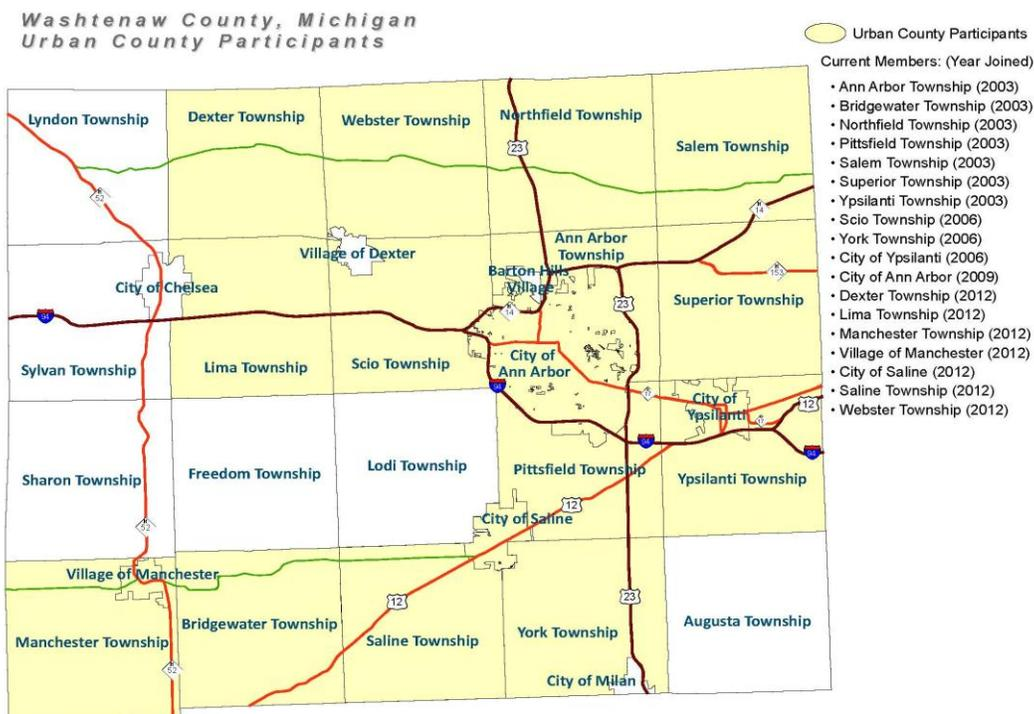 Washtenaw County, Michigan
Urban County Participants
Urban County Participants
Current Members: (Year Joined)
• Ann Arbor Township (2003)
• Bridgewater Township (2003)
• Northfield Township (2003)
• Pittsfield Township (2003)
• Salem Township (2003)
• Superior Township (2003)
• Ypsilanti Township (2003)
• Scio Township (2006)
• York Township (2006)
• City of Ypsilanti (2006)
• City of Ann Arbor (2009)
• Dexter Township (2012)
• Lima Township (2012)
• Manchester Township (2012)
• Village of Manchester (2012)
• City of Saline (2012)
• Saline Township (2012)
• Webster Township (2012)
Lyndon Township
Dexter Township
Webster Township
Northfield Township
Salem Township
23
52
14
Village of Dexter
Ann Arbor
Township
Barton Hills
Village
153
City of Chelsea
Superior Township
94
14
23
Sylvan Township
Lima Township
Scio Township
City of
Ann Arbor
94
17
City of
Ypsilanti
12
17
94
94
Sharon Township
Freedom Township
Lodi Township
Pittsfield Township
Ypsilanti Township
12
52
City of Saline
Village of Manchester
12
23
Manchester Township
Bridgewater Township
Saline Township
York Township
Augusta Township
52
City of Milan